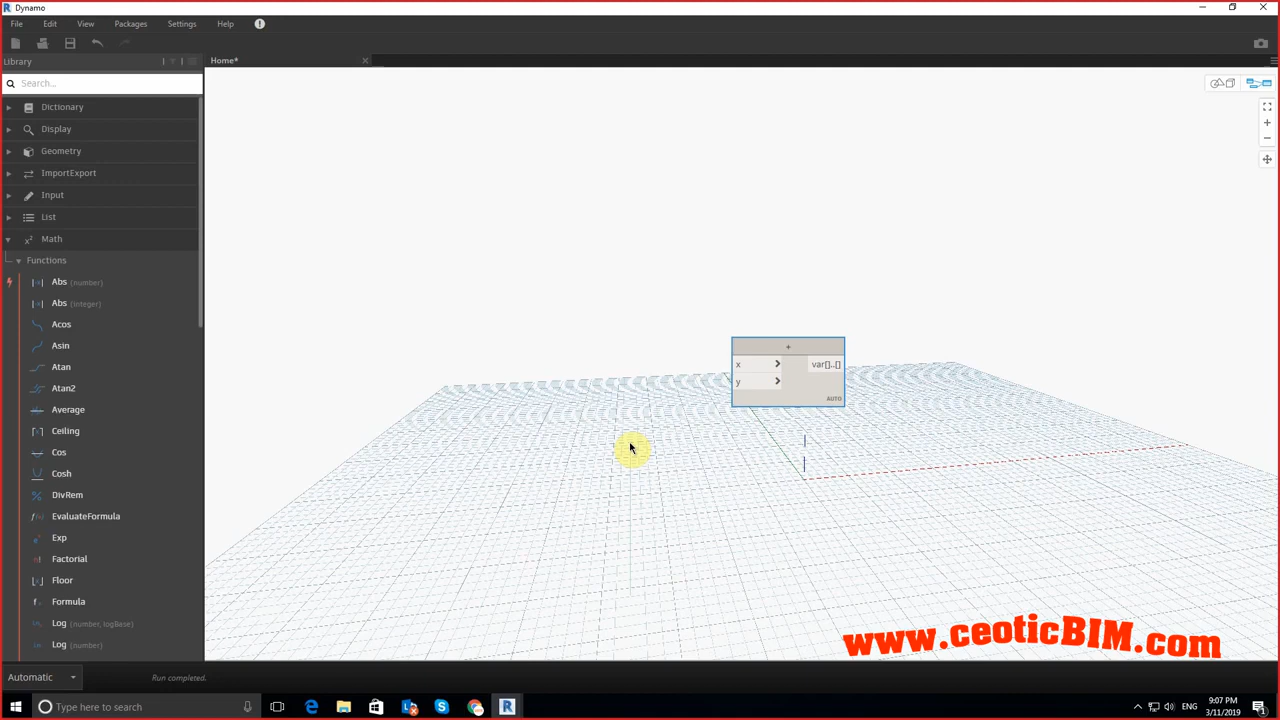 Dynamo
File Edit View Packages Settings Help
Library
Home*
Search...
Dictionary
Display
Geometry
ImportExport
Input
List
Math
Functions
Abs (number)
Abs (integer)
Acos
Asin
Atan
Atan2
Average
Ceiling
Cos
Cosh
DivRem
EvaluateFormula
Exp
Factorial
Floor
Formula
Log (number, logBase)
Log (number)
+
x var[]..[]
y
AUTO
www.ceoticBIM.com
Automatic Run completed.
Type here to search
ENG
9:07 PM
3/11/2019